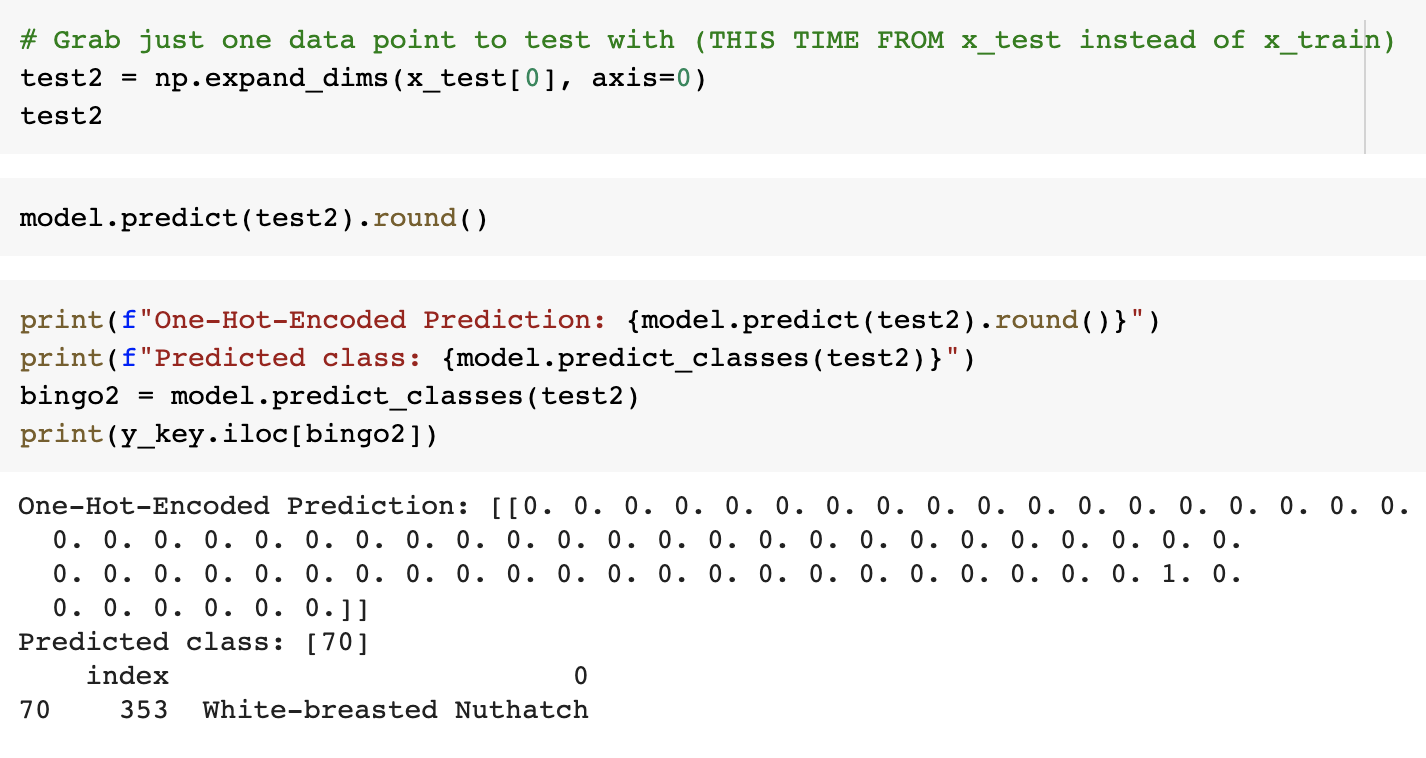 # Grab just one data point to test with (THIS TIME FROM x_test instead of x_train)
test2 = np.expand_dims(x_test[0], axis=0)
test2
model.predict(test2).round()
print(f"One-Hot-Encoded Prediction: {model.predict(test2).round()}")
print(f"Predicted class: {model.predict_classes(test2)}")
bingo2 = model.predict_classes(test2)
print(y_key.iloc[bingo2])
One-Hot-Encoded Prediction: [[0. 0. 0. 0. 0. 0. 0. 0. 0. 0. 0. 0. 0. 0. 0. 0. 0. 0.
0. 0. 0. 0. 0. 0. 0. 0. 0. 0. 0. 0. 0. 0. 0. 0. 0. 0. 0. 0. 0. 0. 0. 0.
0. 0. 0. 0. 0. 0. 0. 0. 0. 0. 0. 0. 0. 0. 0. 0. 0. 0. 0. 0. 0. 0. 1. 0.
0. 0. 0. 0. 0. 0.]]
Predicted class: [70]
index 0
70 353 White-breasted Nuthatch